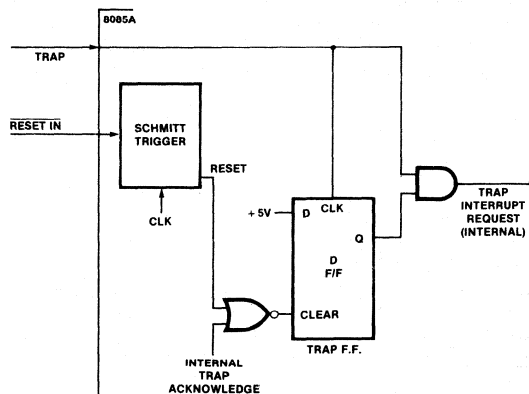 8085A
TRAP
RESET IN
SCHMITT
TRIGGER
RESET
CLK
+5V
D
CLK
Q
D
F/F
CLEAR
TRAP F.F.
INTERNAL
TRAP
ACKNOWLEDGE
TRAP
INTERRUPT
REQUEST
(INTERNAL)